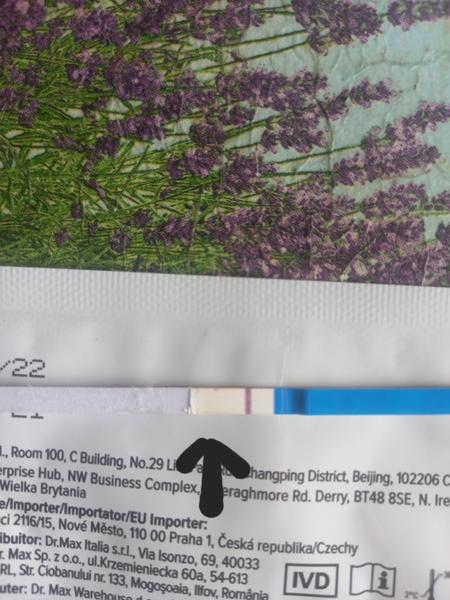 /22
l., Room 100, C Building, No.29 Li hangping District, Beijing, 102206 C
erprise Hub, NW Business Complex, eraghmore Rd. Derry, BT48 8SE, N. Ire
Wielka Brytania
e/Importer/Importator/EU Importer:
ci 2116/15, Nové Město, 110 00 Praha 1, Česká republika/Czechy
ibuitor: Dr.Max Italia s.r.l., Via Isonzo, 69, 40033
r. Max Sp. z o.o., ul.Krzemieniecka 60a, 54-613
RL, Str. Ciobanului nr. 133, Mogoşoaia, Ilfov, România
uter: Dr. Max Warehouse
IVD
i
2°C